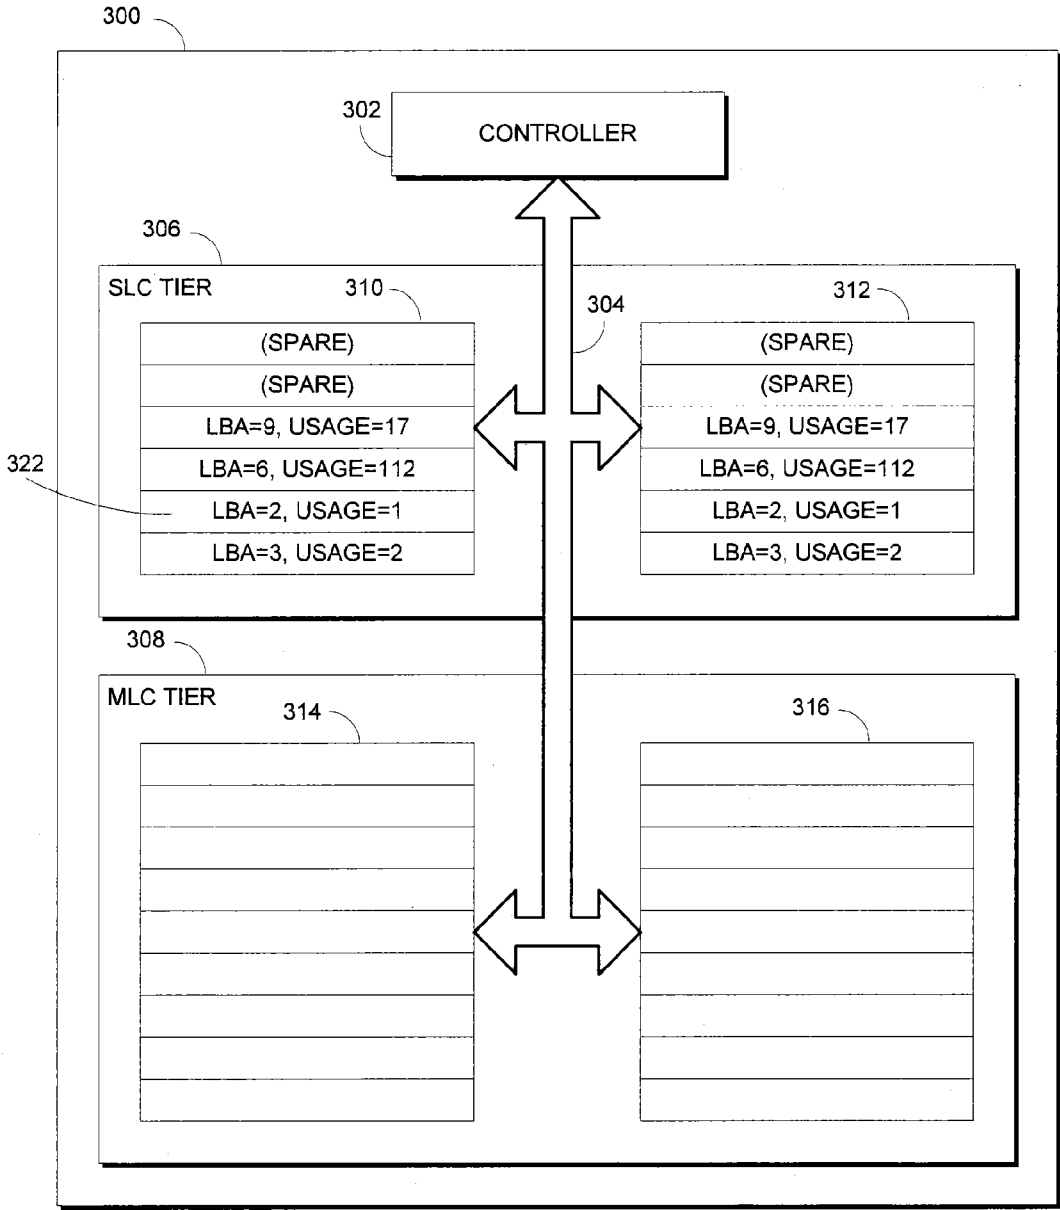 300
302
CONTROLLER
306
SLC TIER
310
304
312
(SPARE)
(SPARE)
LBA=9, USAGE=17
LBA=6, USAGE=112
LBA=2, USAGE=1
LBA=3, USAGE=2
322
(SPARE)
(SPARE)
LBA=9, USAGE=17
LBA=6, USAGE=112
LBA=2, USAGE=1
LBA=3, USAGE=2
308
MLC TIER
314
316